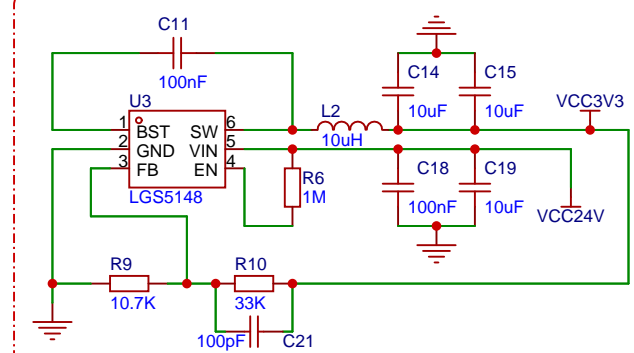 C11
100nF
U3
1 BST SW 6
2 GND VIN 5
3 FB EN 4
LGS5148
L2
10uH
C14
10uF
C15
10uF
VCC3V3
R6
1M
C18
100nF
C19
10uF
VCC24V
R9
10.7K
R10
33K
100pF C21